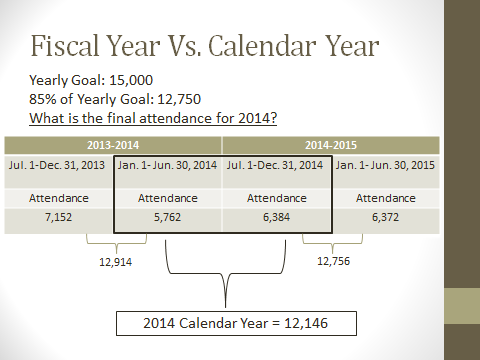 Fiscal Year Vs. Calendar Year
Yearly Goal: 15,000
85% of Yearly Goal: 12,750
What is the final attendance for 2014?
2013-2014 2014-2015
Jul. 1-Dec. 31, 2013 Jan. 1- Jun. 30, 2014 Jul. 1-Dec. 31, 2014 Jan. 1- Jun. 30, 2015
Attendance Attendance Attendance Attendance
7,152 5,762 6,384 6,372
12,914 12,756
2014 Calendar Year = 12,146